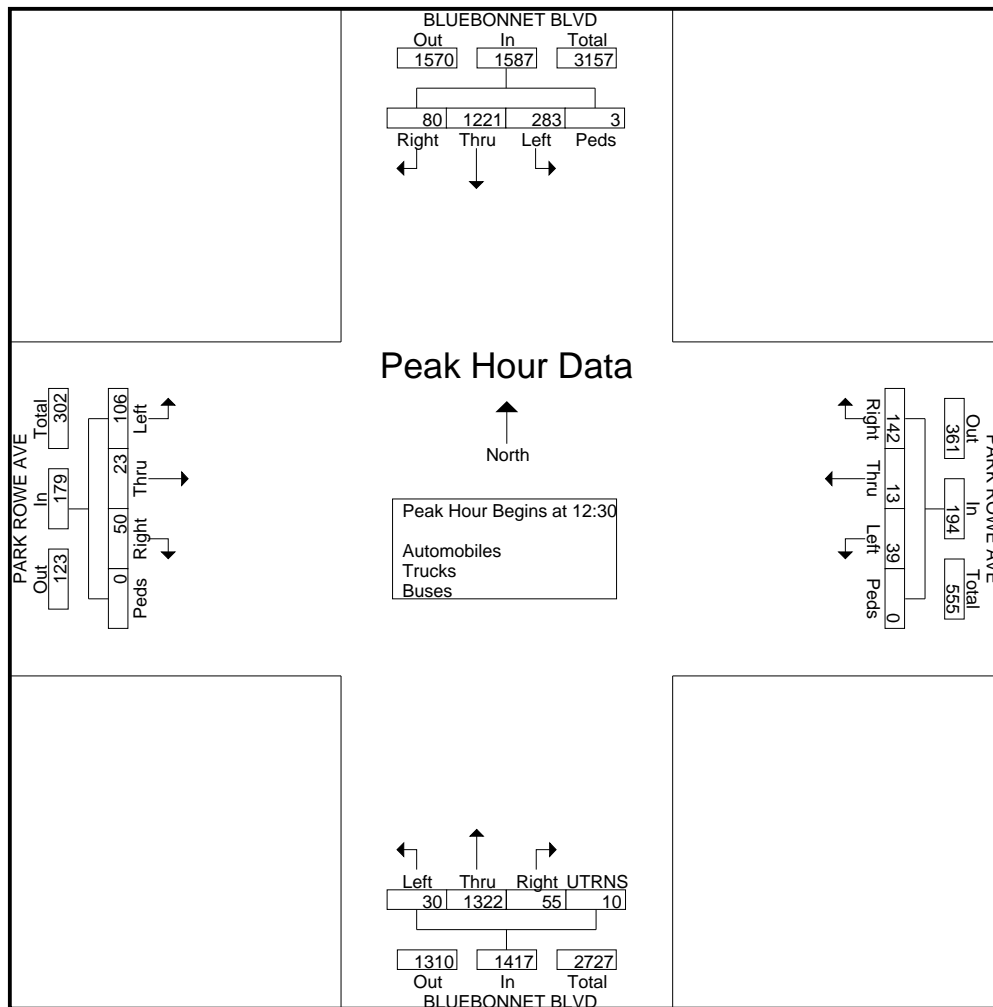 BLUEBONNET BLVD
Out In Total
1570 1587 3157
80 1221 283 3
Right Thru Left Peds
Peak Hour Data
North
Peak Hour Begins at 12:30
Automobiles
Trucks
Buses
PARK ROWE AVE
Out In Total
123 179 302
Left Thru Right Peds
106 23 50 0
PARK ROWE AVE
Out In Total
361 194 555
142 13 39 0
Right Thru Left Peds
Left Thru Right UTRNS
30 1322 55 10
1310 1417 2727
Out In Total
BLUEBONNET BLVD